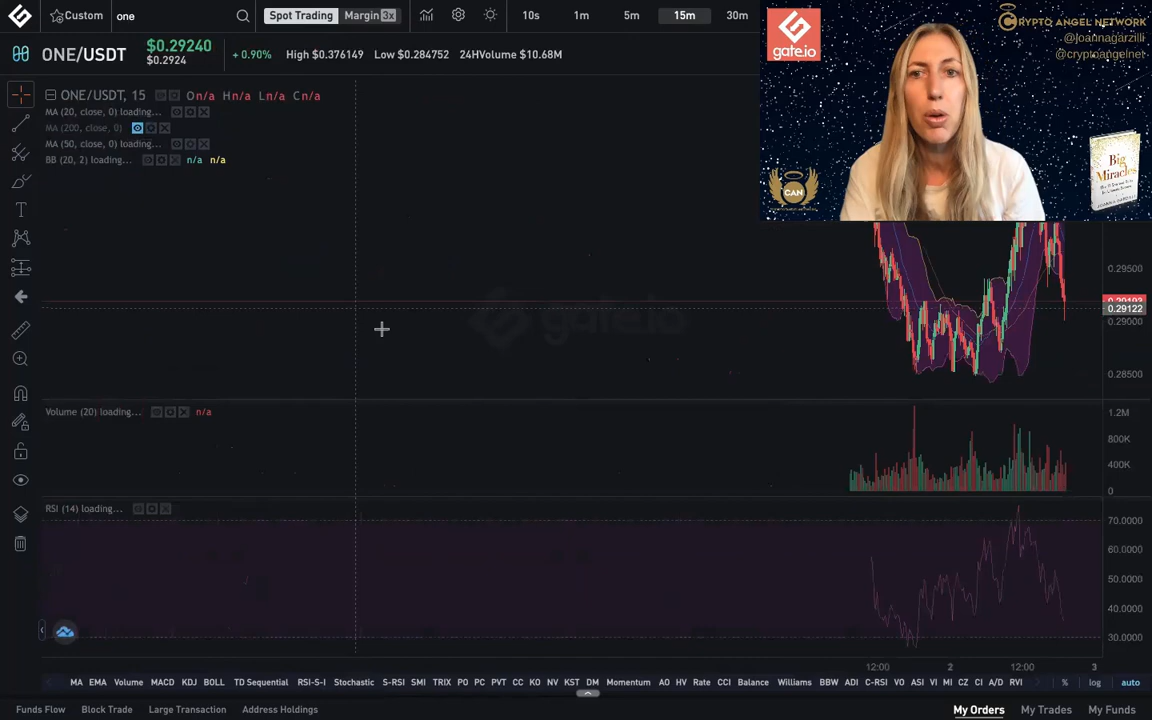 one
Spot Trading
Margin 3x
10s 1m 5m 15m 30m
Custom
ONE/USDT
$0.29240
$0.2924
+ 0.90%
High $0.376149
Low $0.284752
24HVolume $10.68M
gate.io
CRYPTO ANGEL NETWORK
@joannagarzilli
@cryptoangelnet
Big
Miracles
CAN
ONE/USDT, 15
On/a Hn/a Ln/a Cn/a
MA (20, close, 0) loading...
MA (200, close, 0)
MA (50, close, 0) loading...
BB (20, 2) loading...
n/a n/a
gate.io
0.29500
0.29193
0.29122
0.29000
0.28500
Volume (20) loading...
n/a
1.2M
800K
400K
0
RSI (14) loading...
70.0000
60.0000
50.0000
40.0000
30.0000
12:00 2 12:00 3
MA EMA Volume MACD KDJ BOLL TD Sequential RSI-S-I Stochastic S-RSI SMI TRIX PO PC PVT CC KO NV KST DM Momentum AO HV Rate CCI Balance Williams BBW ADI C-RSI VO ASI VI MI CZ CI A/D RVI
% log auto
Funds Flow Block Trade Large Transaction Address Holdings
My Orders My Trades My Funds